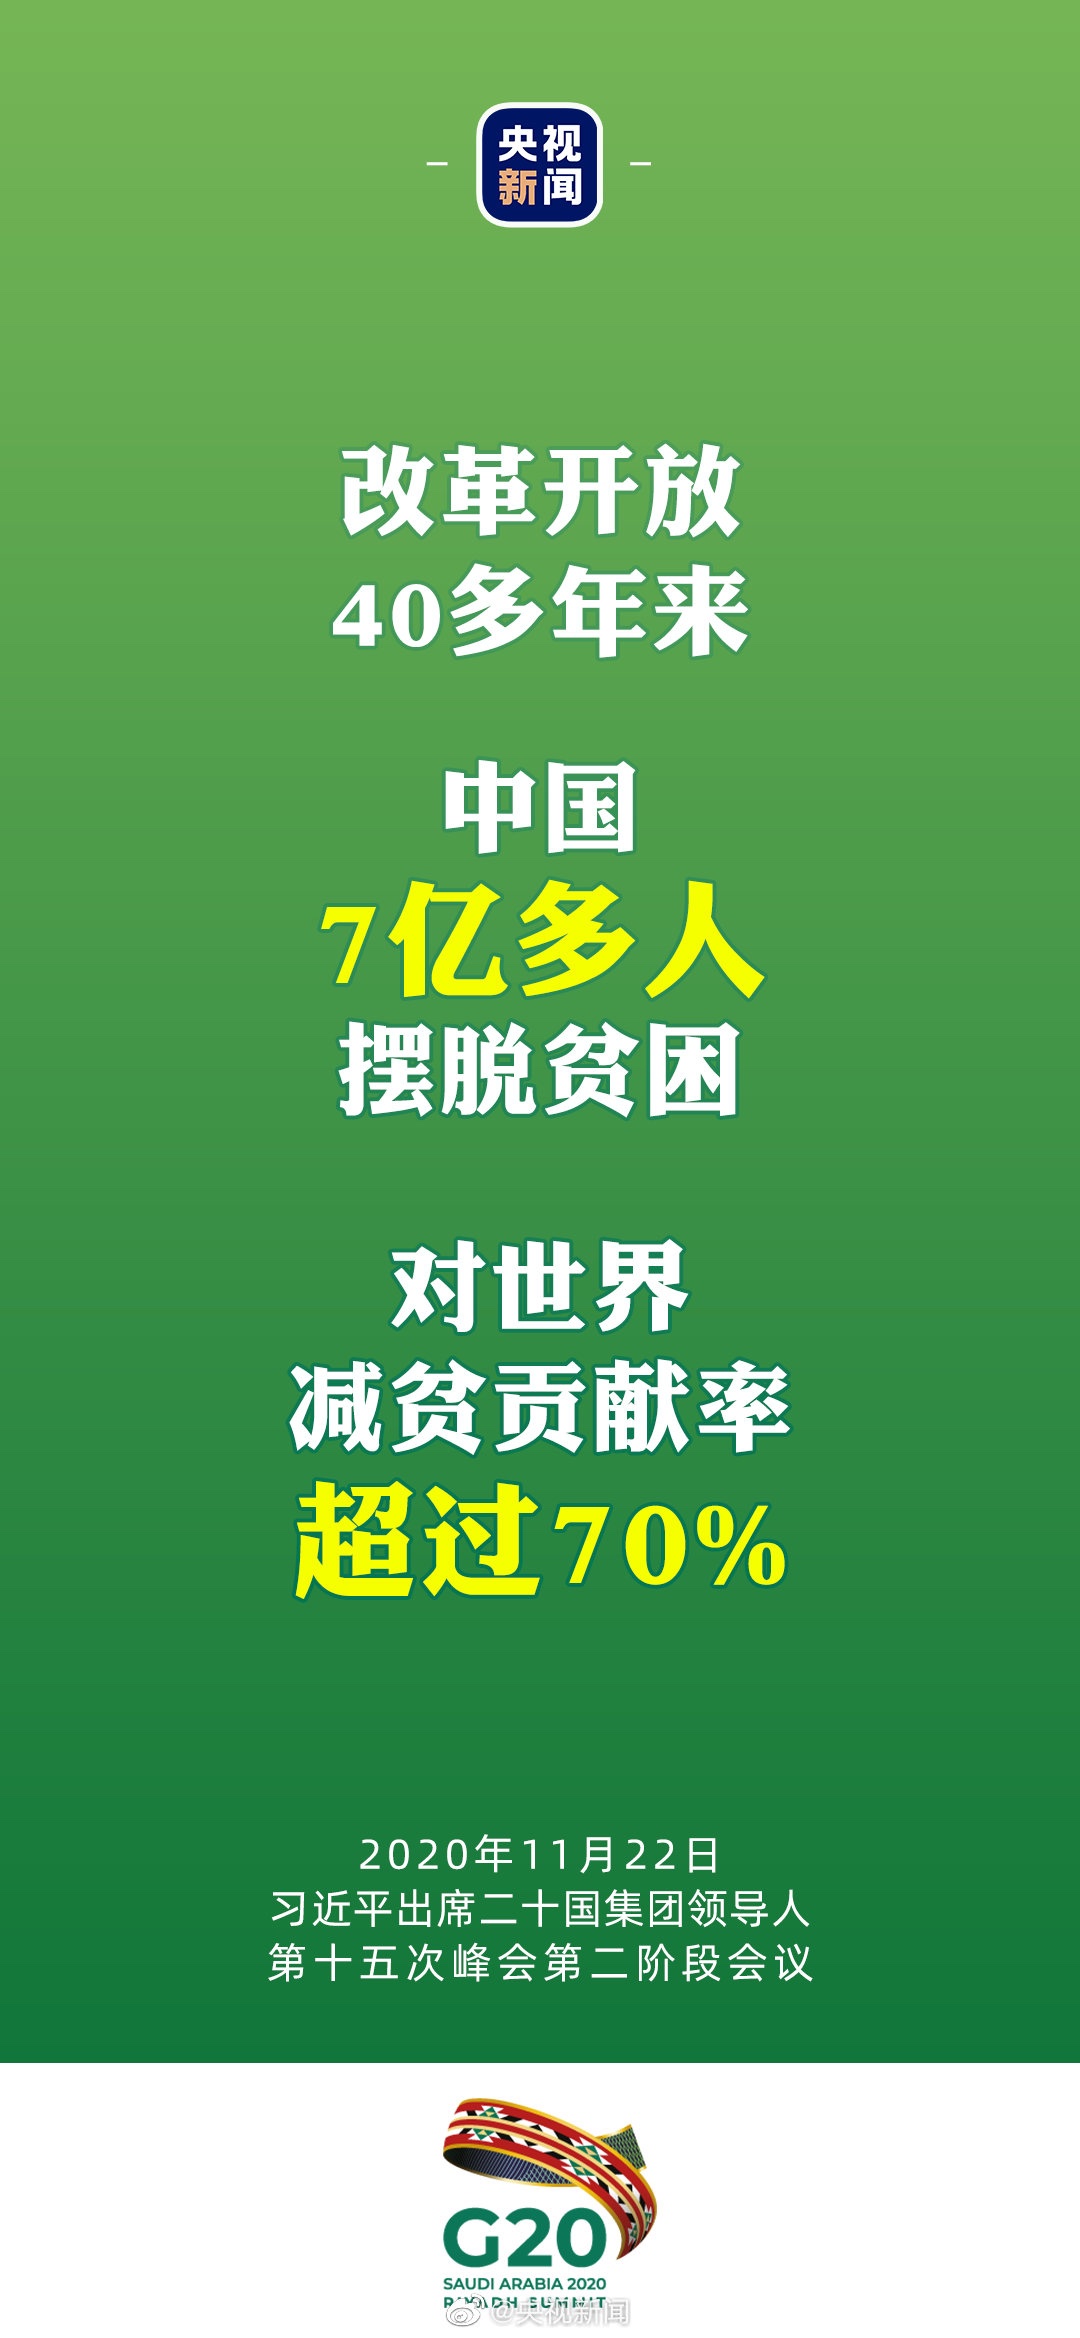 央视
新闻
改革开放
40多年来
中国
7亿多人
摆脱贫困
对世界
减贫贡献率
超过70%
2020年11月22日
习近平出席二十国集团领导人
第十五次峰会第二阶段会议
G20
SAUDI ARABIA 2020
RIYADH SUMMIT
@央视新闻